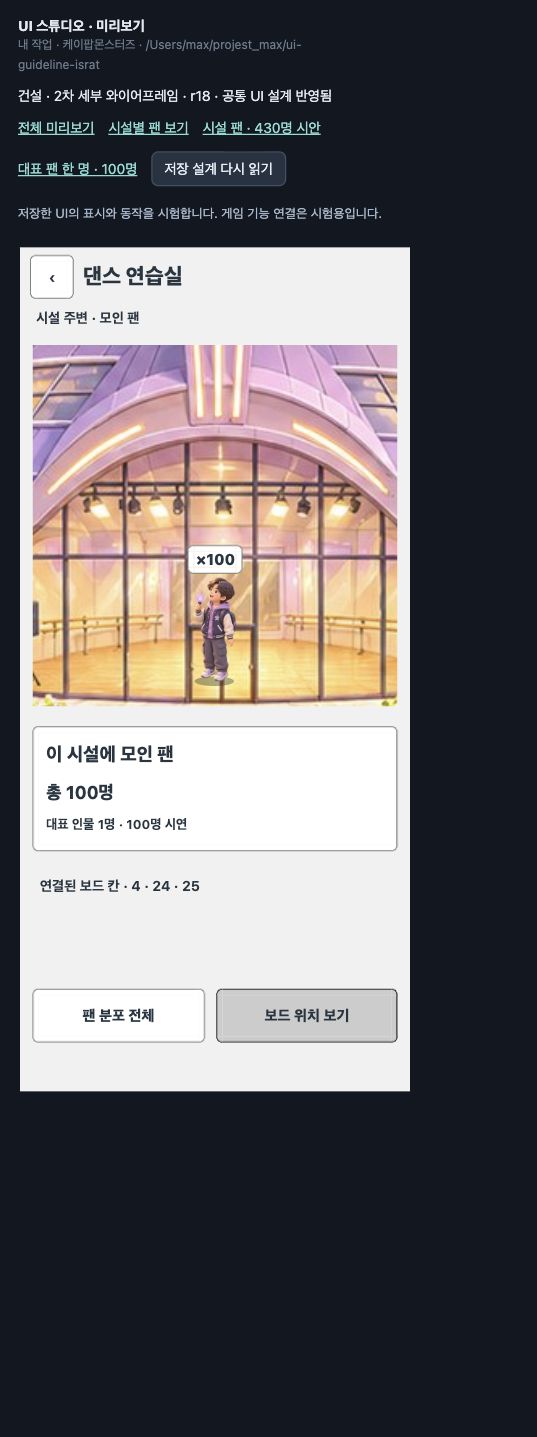 UI 스튜디오 · 미리보기
내 작업 · 케이팝몬스터즈 · /Users/max/projest_max/ui-
guideline-israt
건설 · 2차 세부 와이어프레임 · r18 · 공통 UI 설계 반영됨
전체 미리보기 시설별 팬 보기 시설 팬 · 430명 시안
대표 팬 한 명 · 100명 저장 설계 다시 읽기
저장한 UI의 표시와 동작을 시험합니다. 게임 기능 연결은 시험용입니다.
‹ 댄스 연습실
시설 주변 · 모인 팬
×100
이 시설에 모인 팬
총 100명
대표 인물 1명 · 100명 시연
연결된 보드 칸 · 4 · 24 · 25
팬 분포 전체 보드 위치 보기